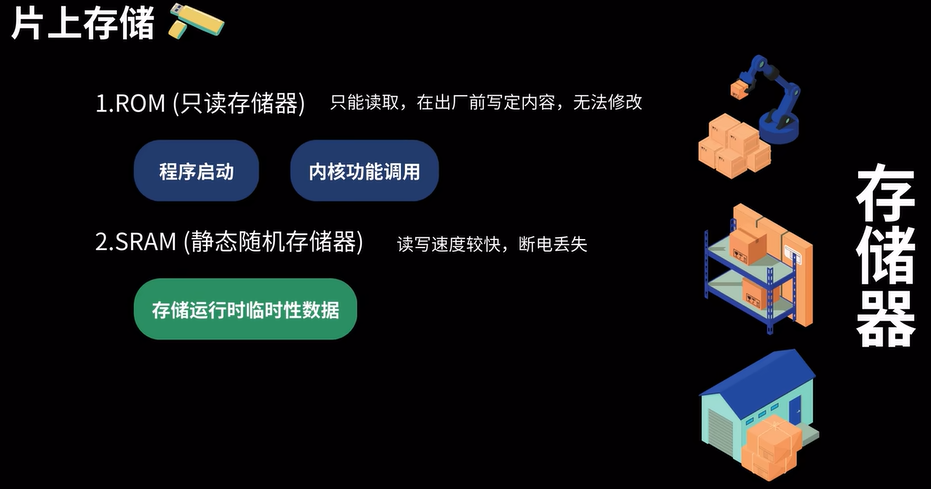 片上存储
1.ROM (只读存储器) 只能读取，在出厂前写定内容，无法修改
程序启动 内核功能调用
2.SRAM (静态随机存储器) 读写速度较快，断电丢失
存储运行时临时性数据
存储器